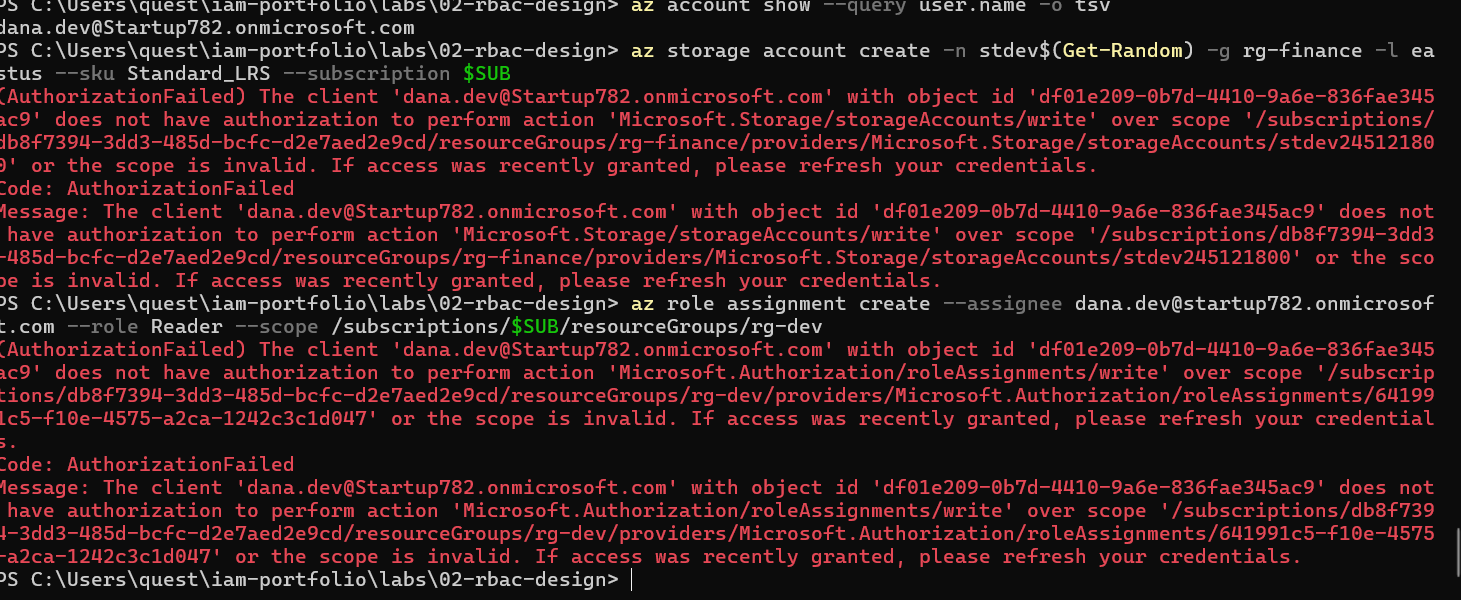 PS C:\Users\quest\iam-portfolio\labs\02-rbac-design> az account show --query user.name -o tsv
dana.dev@Startup782.onmicrosoft.com
PS C:\Users\quest\iam-portfolio\labs\02-rbac-design> az storage account create -n stdev$(Get-Random) -g rg-finance -l ea
stus --sku Standard_LRS --subscription $SUB
(AuthorizationFailed) The client 'dana.dev@Startup782.onmicrosoft.com' with object id 'df01e209-0b7d-4410-9a6e-836fae345
ac9' does not have authorization to perform action 'Microsoft.Storage/storageAccounts/write' over scope '/subscriptions/
db8f7394-3dd3-485d-bcfc-d2e7aed2e9cd/resourceGroups/rg-finance/providers/Microsoft.Storage/storageAccounts/stdev24512180
0' or the scope is invalid. If access was recently granted, please refresh your credentials.
Code: AuthorizationFailed
Message: The client 'dana.dev@Startup782.onmicrosoft.com' with object id 'df01e209-0b7d-4410-9a6e-836fae345ac9' does not
have authorization to perform action 'Microsoft.Storage/storageAccounts/write' over scope '/subscriptions/db8f7394-3dd3
-485d-bcfc-d2e7aed2e9cd/resourceGroups/rg-finance/providers/Microsoft.Storage/storageAccounts/stdev245121800' or the sco
pe is invalid. If access was recently granted, please refresh your credentials.
PS C:\Users\quest\iam-portfolio\labs\02-rbac-design> az role assignment create --assignee dana.dev@startup782.onmicrosof
t.com --role Reader --scope /subscriptions/$SUB/resourceGroups/rg-dev
(AuthorizationFailed) The client 'dana.dev@Startup782.onmicrosoft.com' with object id 'df01e209-0b7d-4410-9a6e-836fae345
ac9' does not have authorization to perform action 'Microsoft.Authorization/roleAssignments/write' over scope '/subscrip
tions/db8f7394-3dd3-485d-bcfc-d2e7aed2e9cd/resourceGroups/rg-dev/providers/Microsoft.Authorization/roleAssignments/64199
1c5-f10e-4575-a2ca-1242c3c1d047' or the scope is invalid. If access was recently granted, please refresh your credential
s.
Code: AuthorizationFailed
Message: The client 'dana.dev@Startup782.onmicrosoft.com' with object id 'df01e209-0b7d-4410-9a6e-836fae345ac9' does not
have authorization to perform action 'Microsoft.Authorization/roleAssignments/write' over scope '/subscriptions/db8f739
4-3dd3-485d-bcfc-d2e7aed2e9cd/resourceGroups/rg-dev/providers/Microsoft.Authorization/roleAssignments/641991c5-f10e-4575
-a2ca-1242c3c1d047' or the scope is invalid. If access was recently granted, please refresh your credentials.
PS C:\Users\quest\iam-portfolio\labs\02-rbac-design>